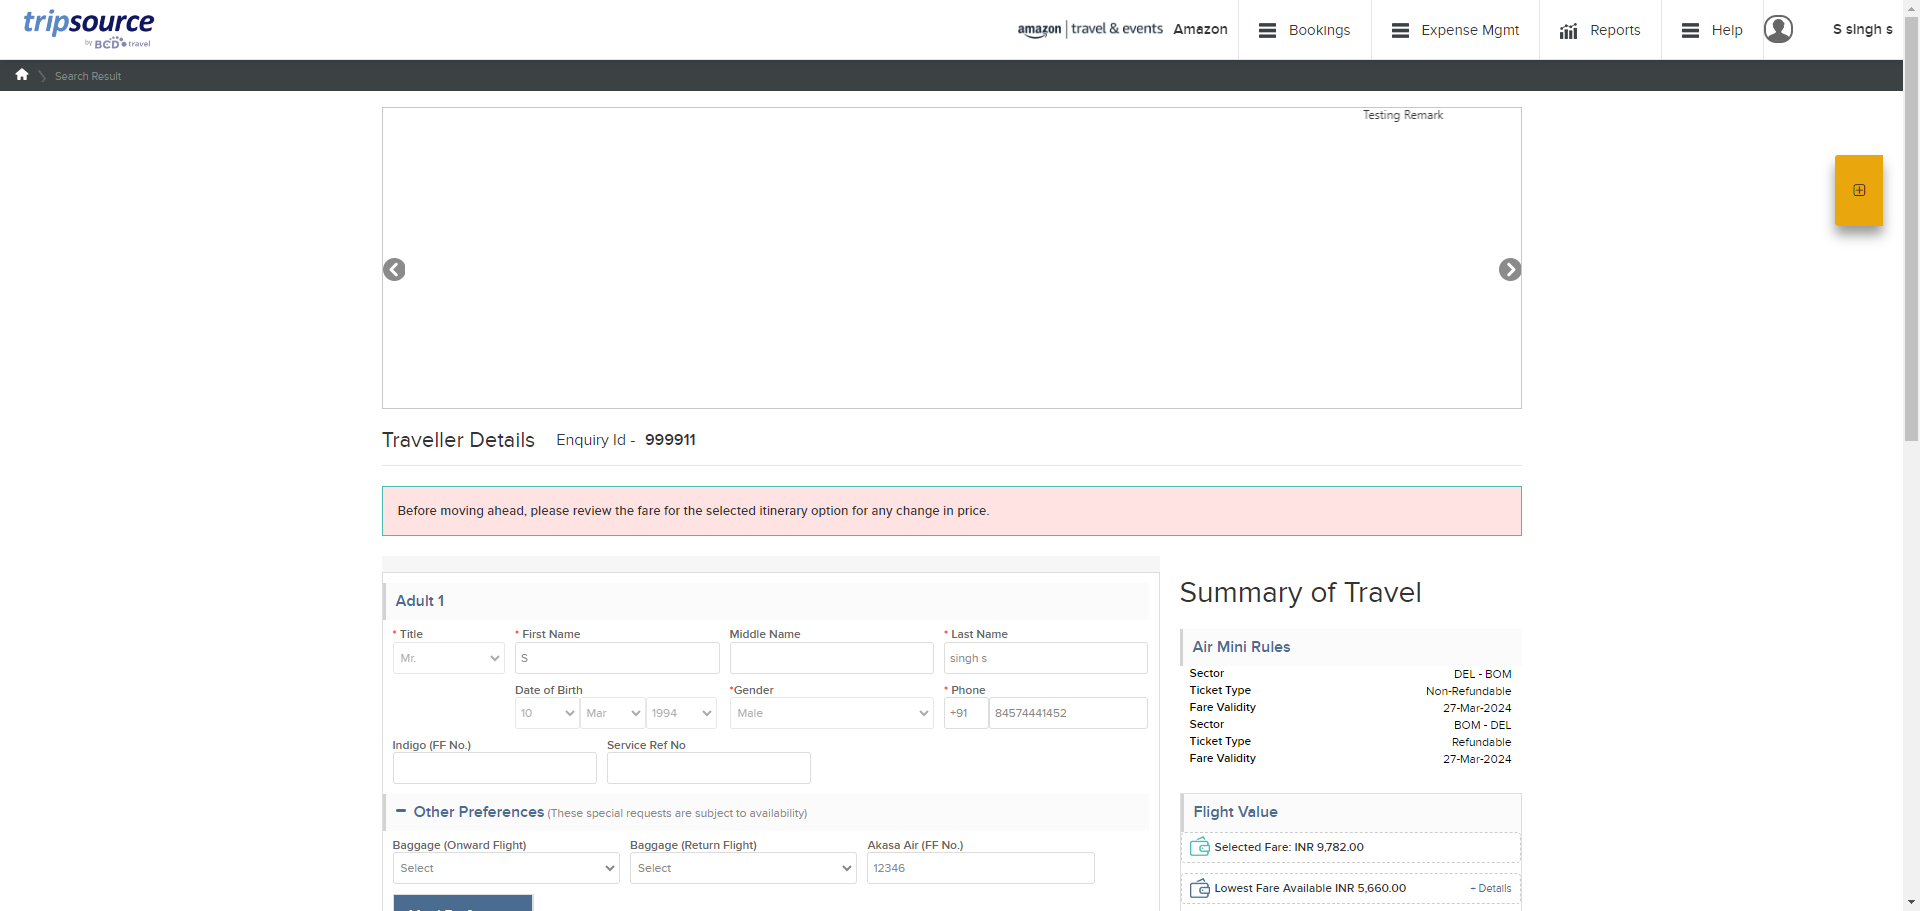 tripsource
by BCD travel
amazon | travel & events Amazon
Bookings
Expense Mgmt
Reports
Help
S singh s
Search Result
Testing Remark
Traveller Details Enquiry Id - 999911
Before moving ahead, please review the fare for the selected itinerary option for any change in price.
Adult 1
* Title * First Name Middle Name * Last Name
Mr. S singh s
Date of Birth *Gender * Phone
10 Mar 1994 Male +91 84574441452
Indigo (FF No.) Service Ref No
Other Preferences (These special requests are subject to availability)
Baggage (Onward Flight) Baggage (Return Flight) Akasa Air (FF No.)
Select Select 12346
Summary of Travel
Air Mini Rules
Sector DEL - BOM
Ticket Type Non-Refundable
Fare Validity 27-Mar-2024
Sector BOM - DEL
Ticket Type Refundable
Fare Validity 27-Mar-2024
Flight Value
Selected Fare: INR 9,782.00
Lowest Fare Available INR 5,660.00 + Details